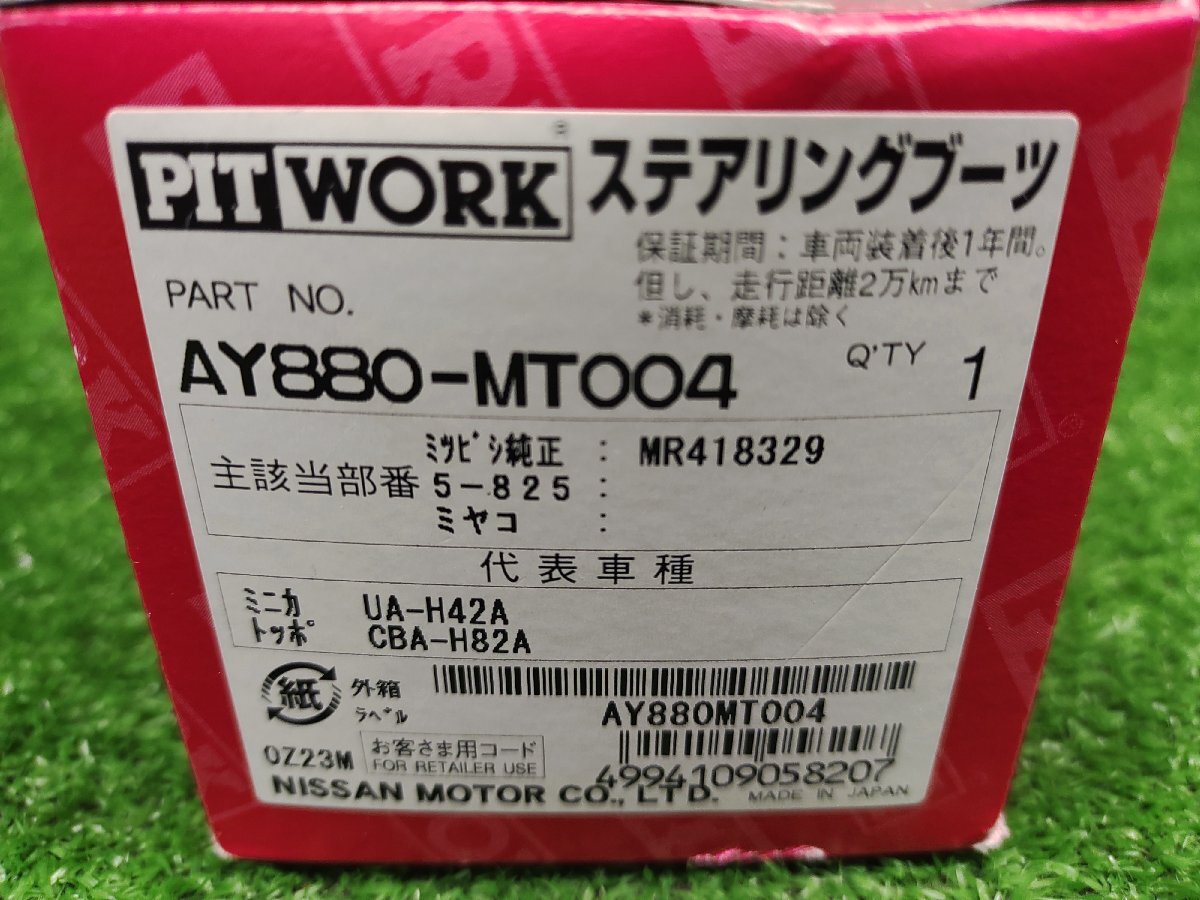 PIT WORK® ステアリングブーツ
保証期間：車両装着後1年間。
但し、走行距離2万kmまで
*消耗・摩耗は除く
PART NO.
AY880-MT004 Q'TY 1
主該当部番
ミツビシ純正 : MR418329
5-825 :
ミヤコ :
代表車種
ミニカ UA-H42A
トッポ CBA-H82A
紙 外箱
ラベル
AY880MT004
0Z23M お客さま用コード
FOR RETAILER USE
4994109058207
NISSAN MOTOR CO., LTD. MADE IN JAPAN